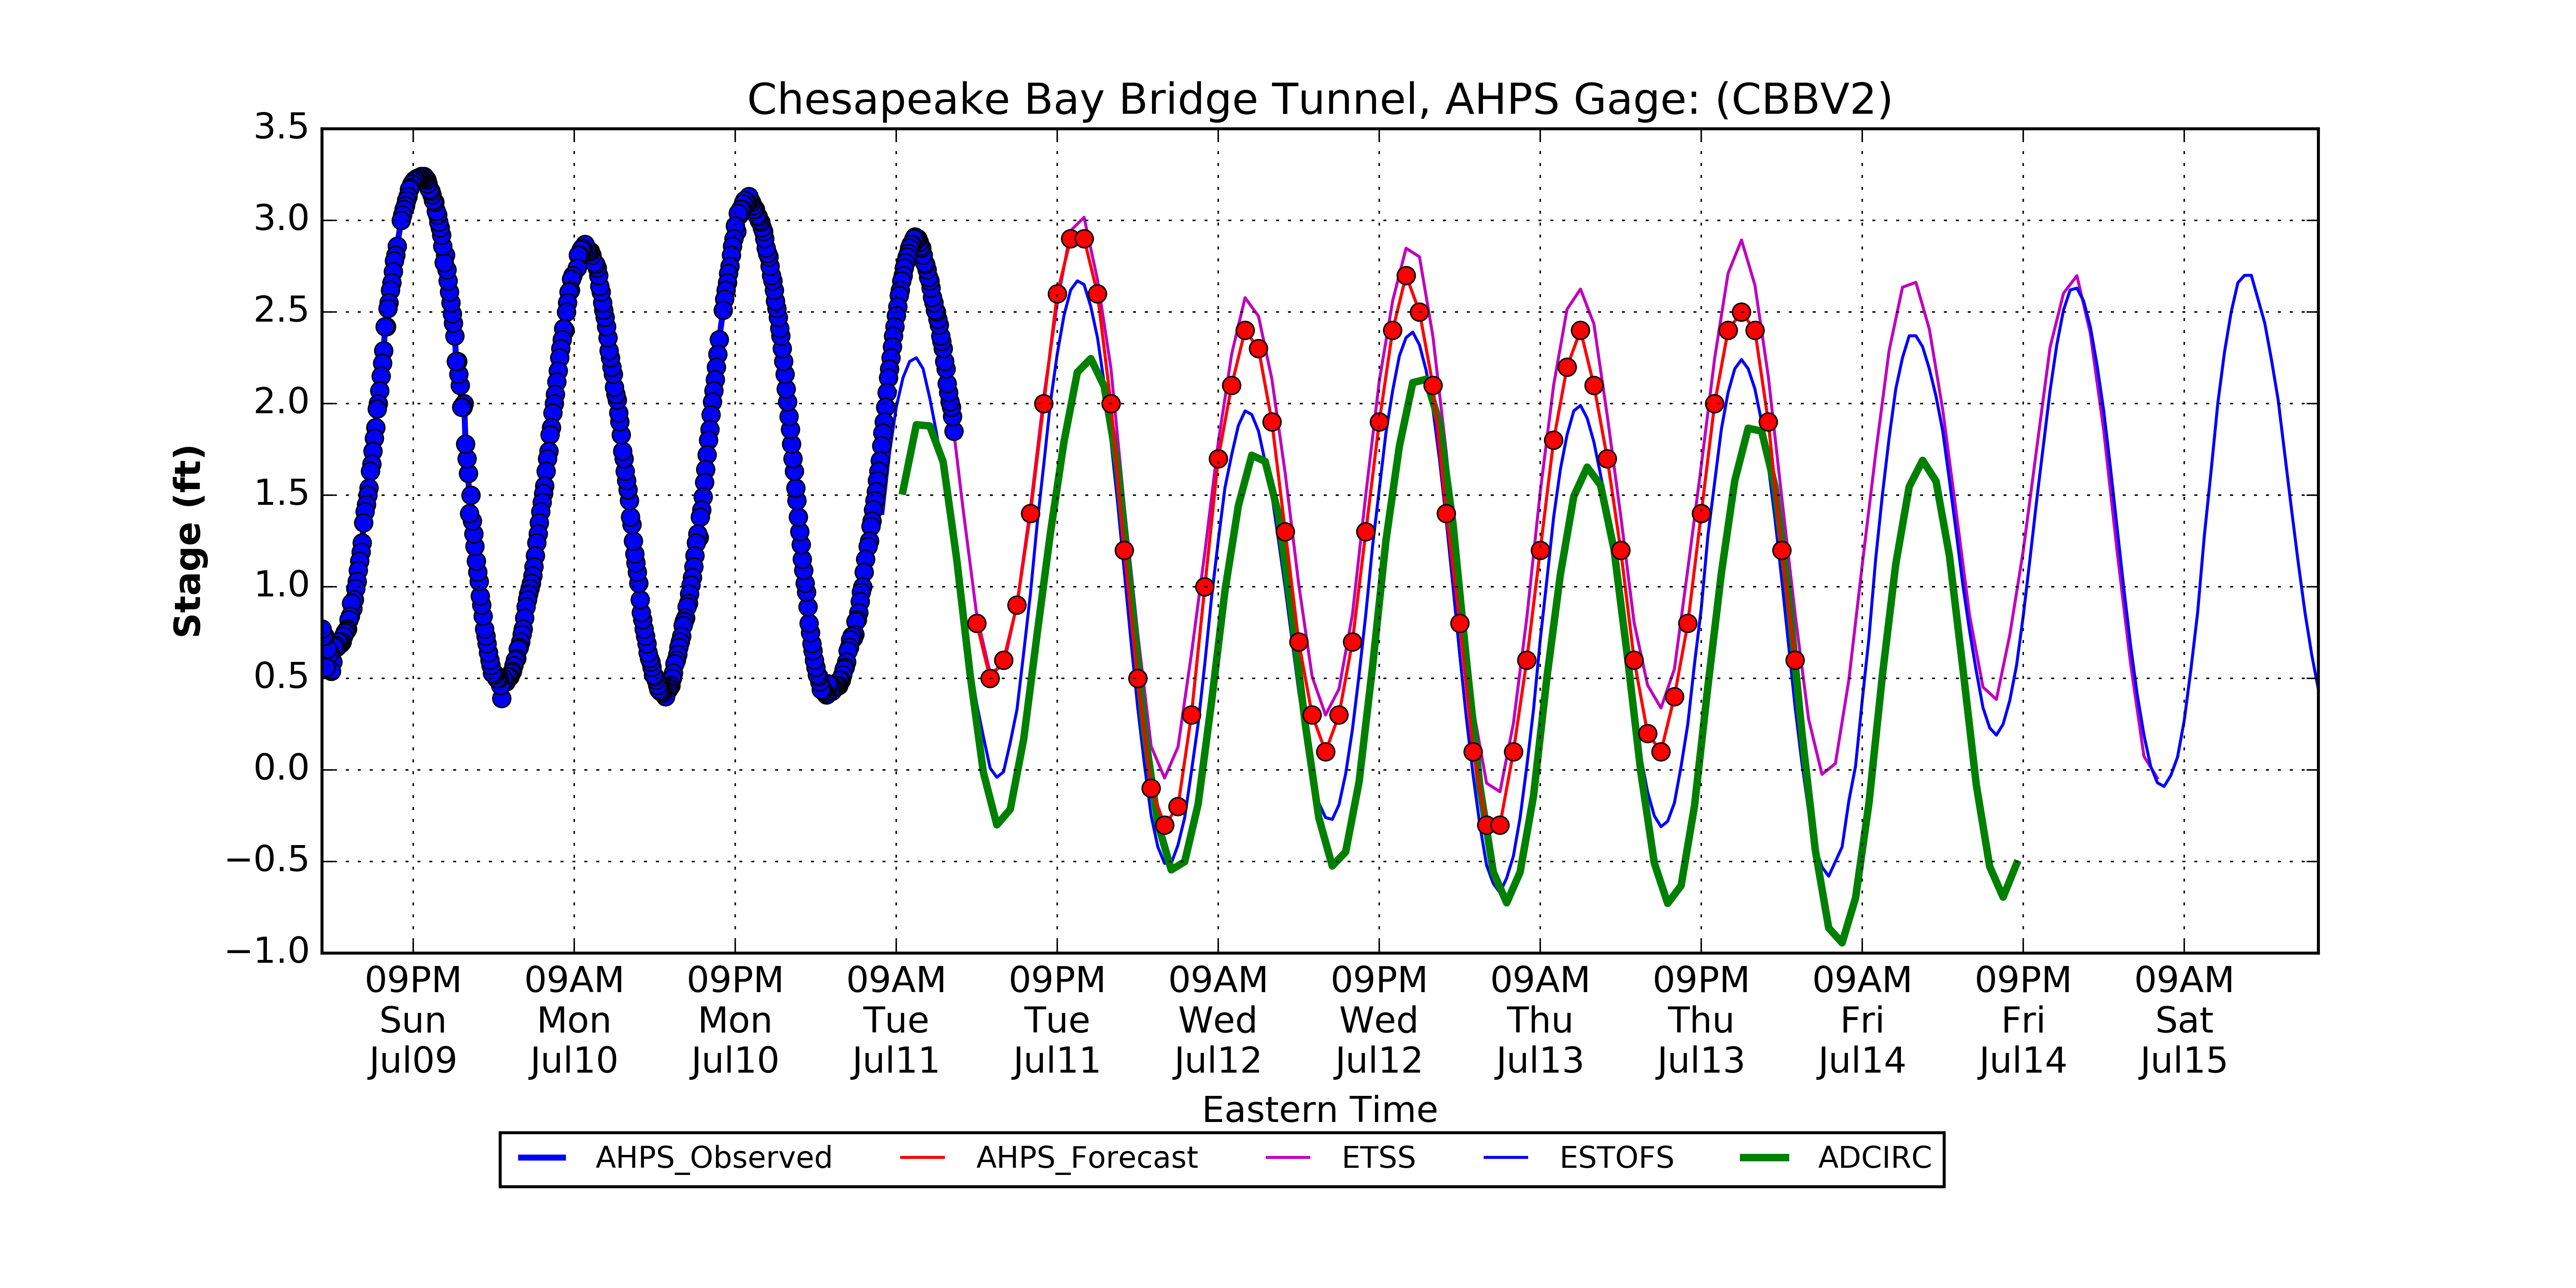 Chesapeake Bay Bridge Tunnel, AHPS Gage: (CBBV2)
3.5
3.0
2.5
2.0
1.5
1.0
0.5
0.0
−0.5
−1.0
Stage (ft)
09PM 09AM 09PM 09AM 09PM 09AM 09PM 09AM 09PM 09AM 09PM 09AM
Sun Mon Mon Tue Tue Wed Wed Thu Thu Fri Fri Sat
Jul09 Jul10 Jul10 Jul11 Jul11 Jul12 Jul12 Jul13 Jul13 Jul14 Jul14 Jul15
Eastern Time
AHPS_Observed AHPS_Forecast ETSS ESTOFS ADCIRC